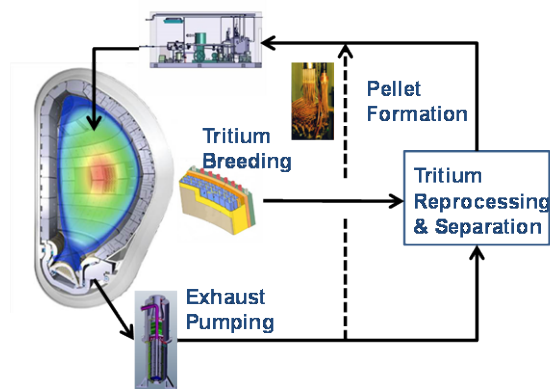 Pellet
Formation
Tritium
Breeding
Tritium
Reprocessing
& Separation
Exhaust
Pumping